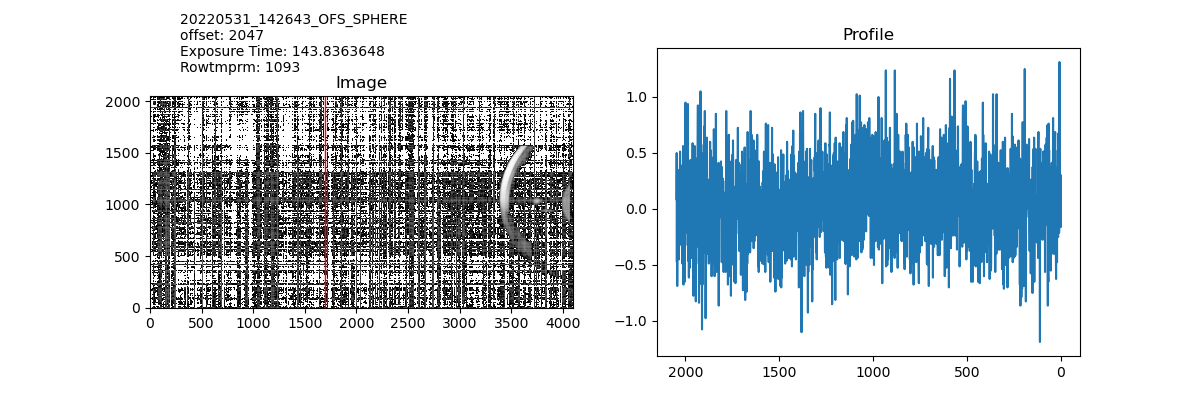 20220531_142643_OFS_SPHERE
offset: 2047
Exposure Time: 143.8363648
Rowtmprm: 1093
Image
2000
1500
1000
500
0
0 500 1000 1500 2000 2500 3000 3500 4000
Profile
1.0
0.5
0.0
−0.5
−1.0
2000 1500 1000 500 0